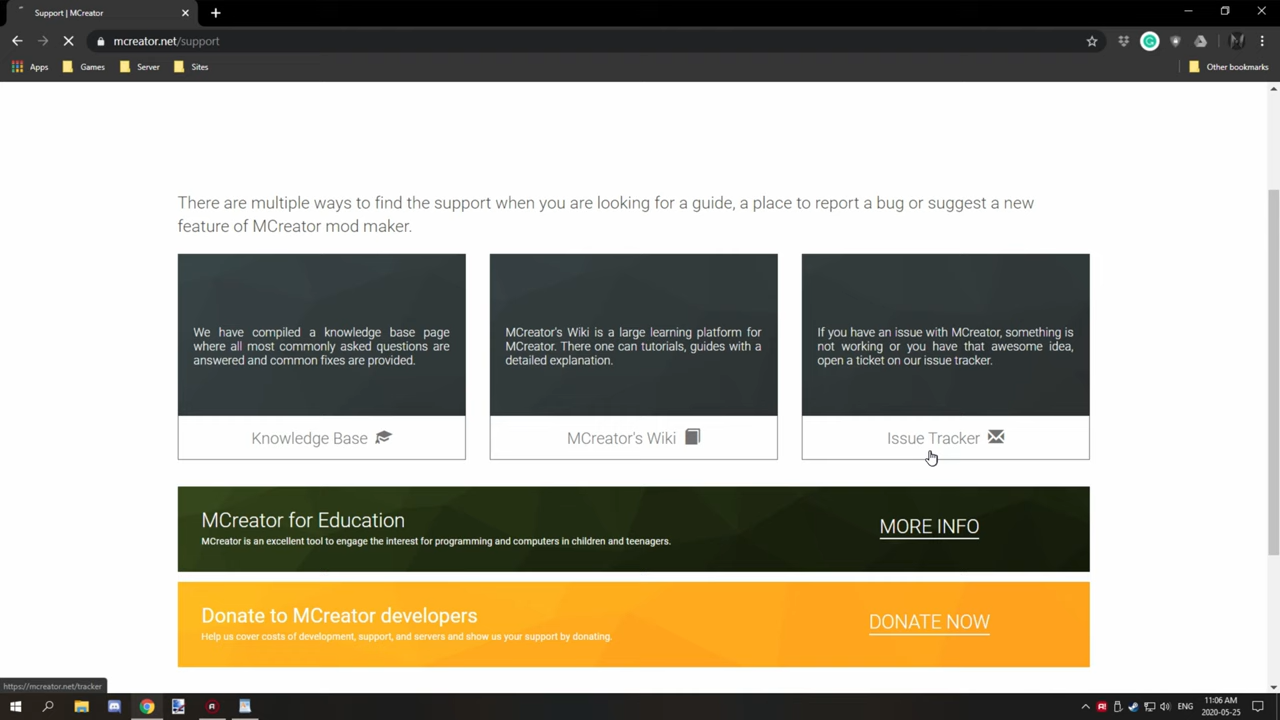 Support | MCreator
mcreator.net/support
Apps
Games
Server
Sites
Other bookmarks
There are multiple ways to find the support when you are looking for a guide, a place to report a bug or suggest a new
feature of MCreator mod maker.
We have compiled a knowledge base page
where all most commonly asked questions are
answered and common fixes are provided.
Knowledge Base
MCreator's Wiki is a large learning platform for
MCreator. There one can tutorials, guides with a
detailed explanation.
MCreator's Wiki
If you have an issue with MCreator, something is
not working or you have that awesome idea,
open a ticket on our issue tracker.
Issue Tracker
MCreator for Education
MCreator is an excellent tool to engage the interest for programming and computers in children and teenagers.
MORE INFO
Donate to MCreator developers
Help us cover costs of development, support, and servers and show us your support by donating.
DONATE NOW
https://mcreator.net/tracker
ENG
11:06 AM
2020-05-25